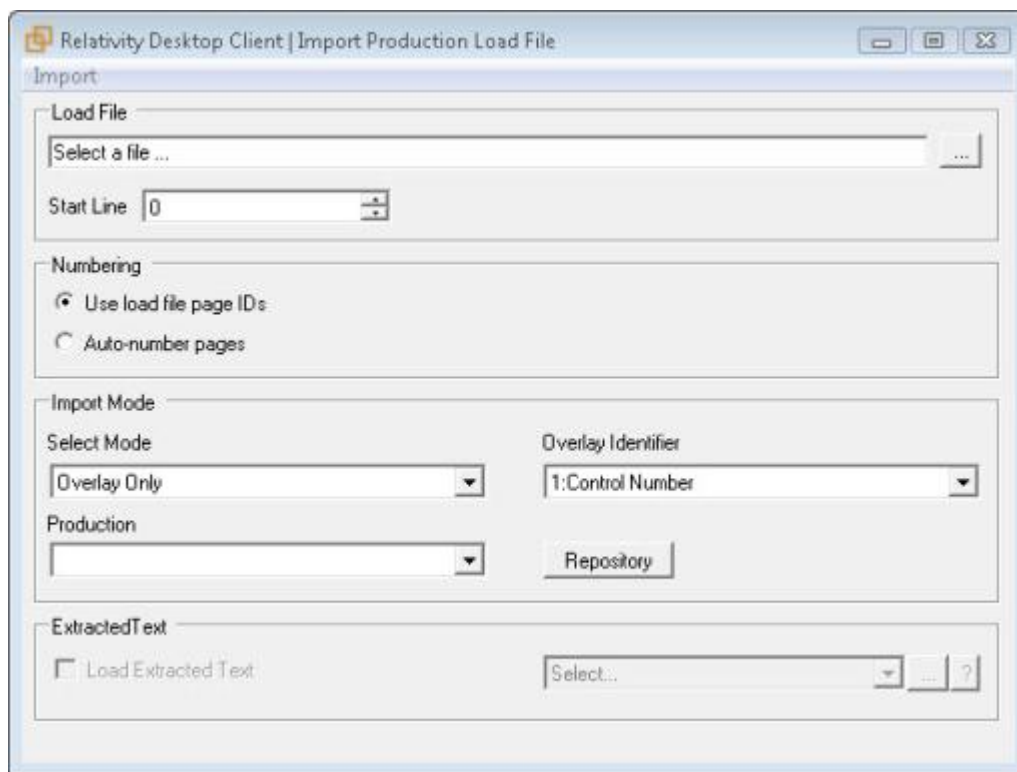 Relativity Desktop Client | Import Production Load File
Import
Load File
Select a file ...
...
Start Line 0
Numbering
Use load file page IDs
Auto-number pages
Import Mode
Select Mode Overlay Identifier
Overlay Only 1:Control Number
Production
Repository
ExtractedText
Load Extracted Text Select... ... ?